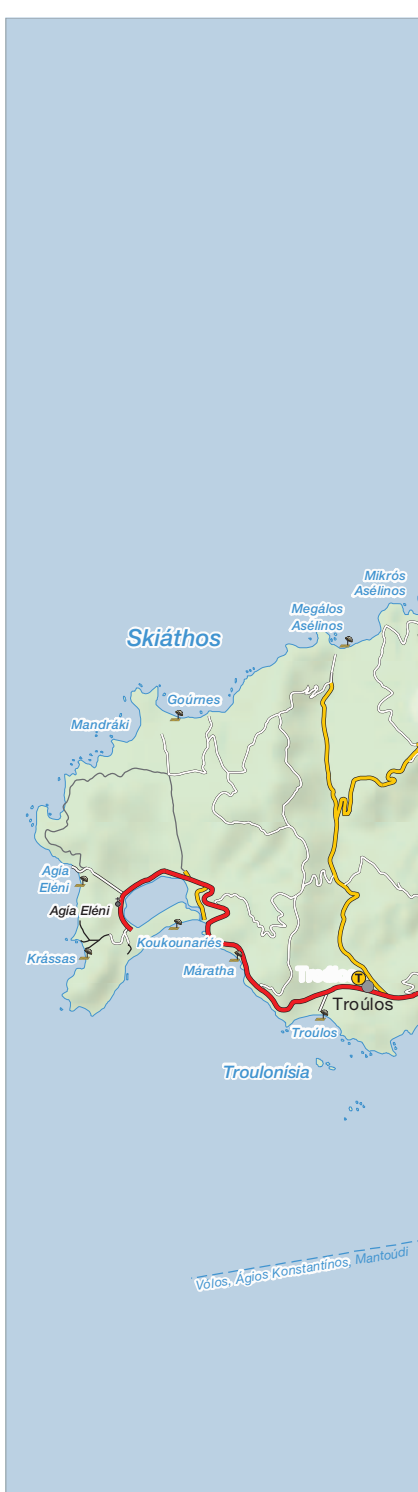 Mikrós
Asélinos
Megálos
Asélinos
Skiáthos
Goúrnes
Mandráki
Agía
Eléni
Agía Eléni
Koukounariés
Krássas
Máratha
T
Troúlos
Troúlos
Troulonísia
Vólos, Ágios Konstantínos, Mantoúdi